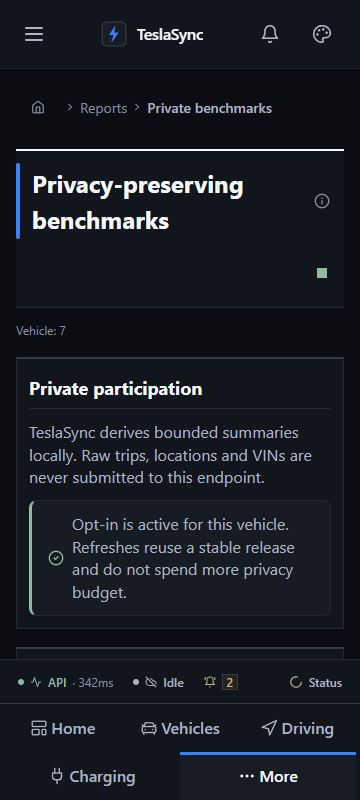 TeslaSync
Reports
Private benchmarks
Privacy-preserving
benchmarks
Vehicle: 7
Private participation
TeslaSync derives bounded summaries
locally. Raw trips, locations and VINs are
never submitted to this endpoint.
Opt-in is active for this vehicle.
Refreshes reuse a stable release
and do not spend more privacy
budget.
API · 342ms
Idle
2
Status
Home
Vehicles
Driving
Charging
More